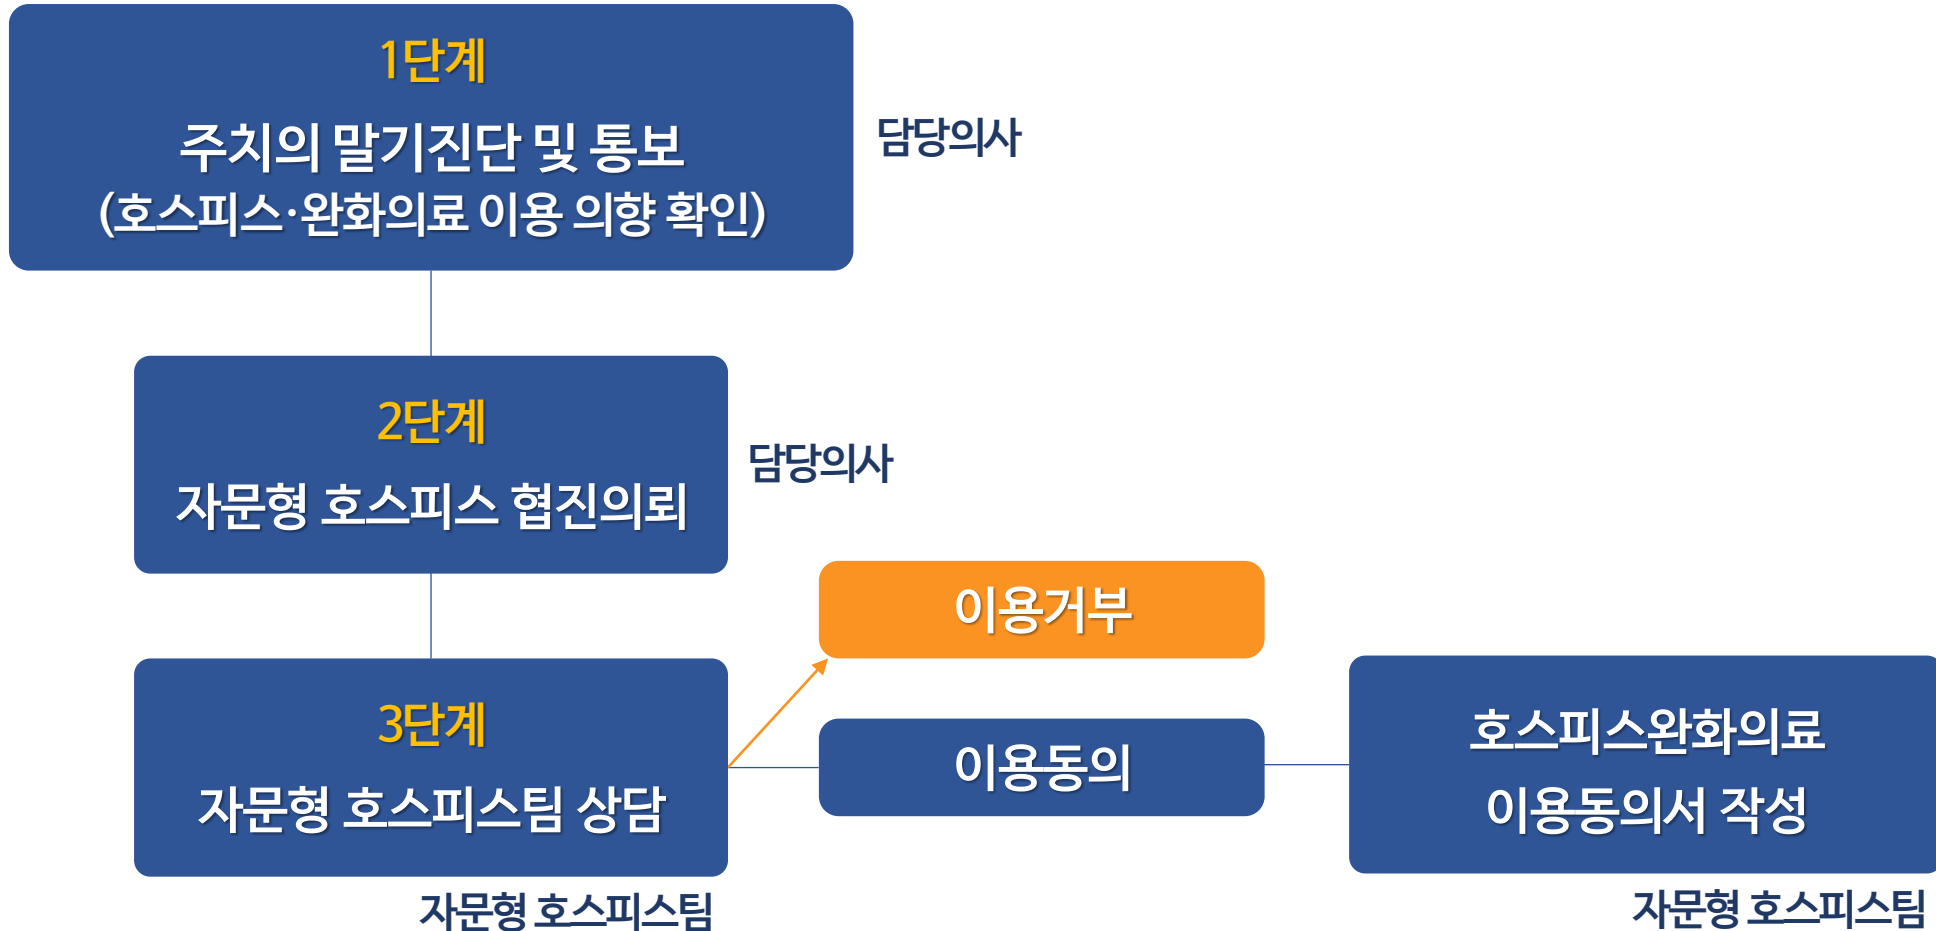 1단계
주치의 말기진단 및 통보
(호스피스·완화의료 이용 의향 확인)
담당의사
2단계
자문형 호스피스 협진의뢰
담당의사
3단계
자문형 호스피스팀 상담
자문형 호스피스팀
이용거부
이용동의
호스피스완화의료
이용동의서 작성
자문형 호스피스팀